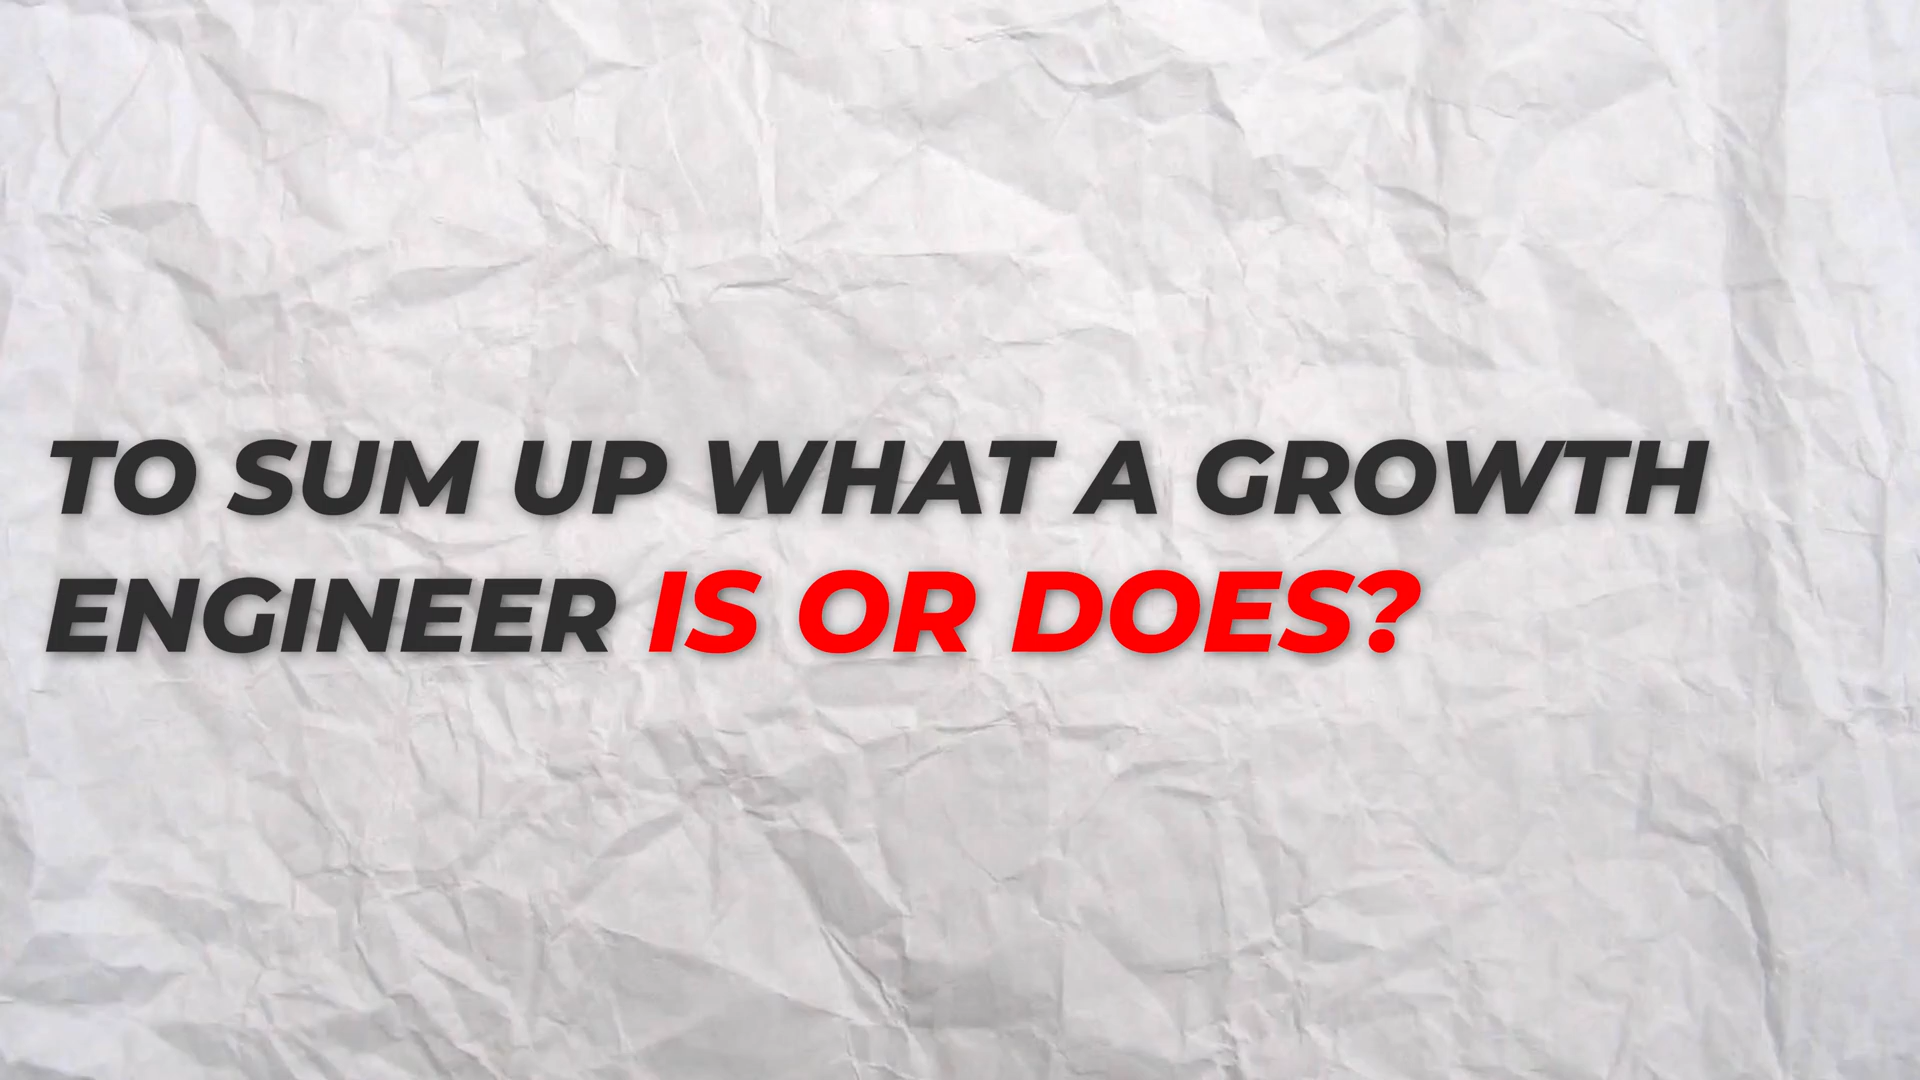 TO SUM UP WHAT A GROWTH
ENGINEER IS OR DOES?